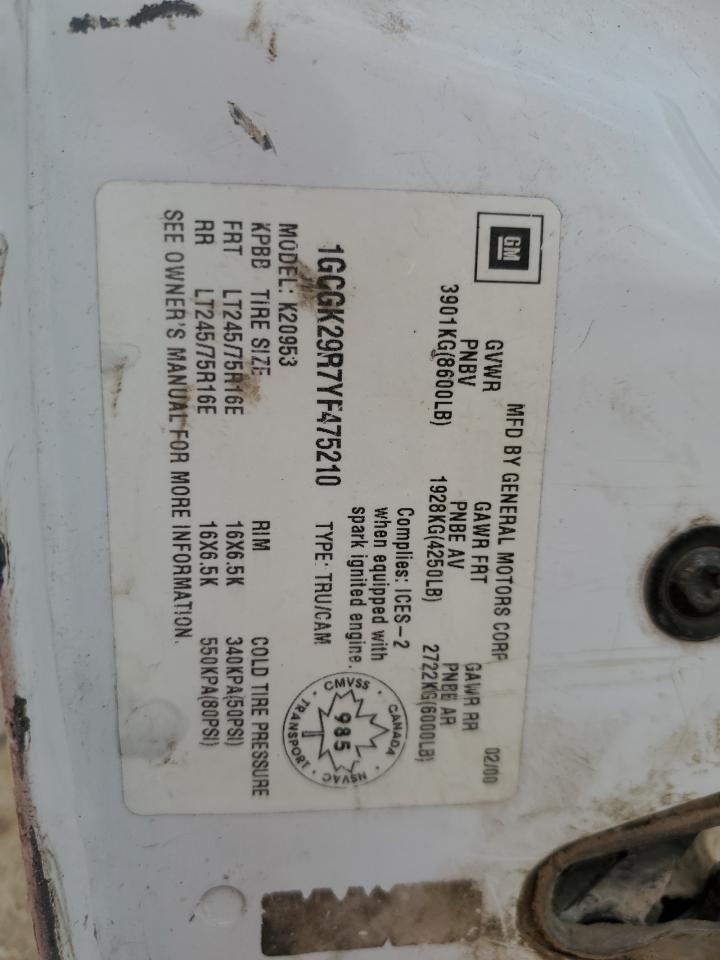 GM
MFD BY GENERAL MOTORS CORP
02/00
GVWR GAWR FRT GAWR RR
PNBV PNBE AV PNBE AR
3901KG(8600LB) 1928KG(4250LB) 2722KG(6000LB)
Complies: ICES-2
when equipped with
spark ignited engine.
1GCGK29R7YF475210 TYPE: TRU/CAM
MODEL: K20953
KPBB TIRE SIZE RIM COLD TIRE PRESSURE
FRT LT245/75R16E 16X6.5K 340KPA(50PSI)
RR LT245/75R16E 16X6.5K 550KPA(80PSI)
SEE OWNER'S MANUAL FOR MORE INFORMATION.
CMVSS • CANADA • NSVAC • TRANSPORT •
985